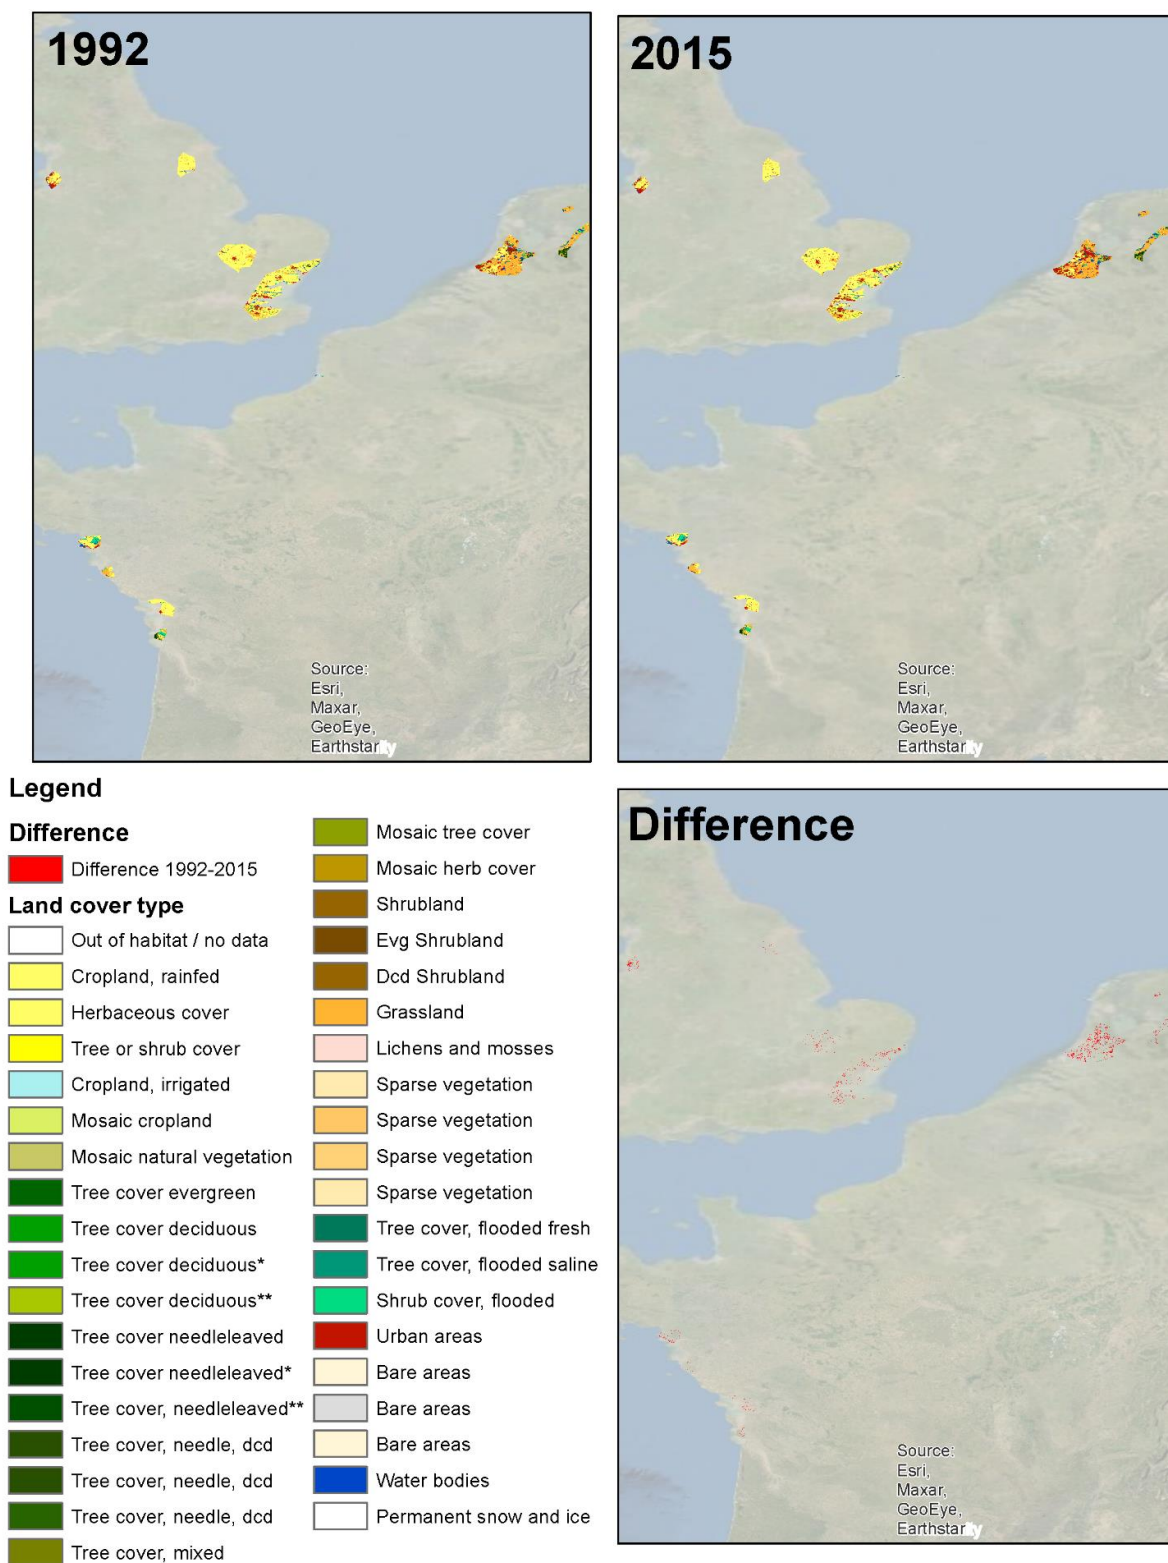 1992
Source:
Esri,
Maxar,
GeoEye,
Earthstar
2015
Source:
Esri,
Maxar,
GeoEye,
Earthstar
Legend
Difference
Difference 1992-2015
Land cover type
Out of habitat / no data
Cropland, rainfed
Herbaceous cover
Tree or shrub cover
Cropland, irrigated
Mosaic cropland
Mosaic natural vegetation
Tree cover evergreen
Tree cover deciduous
Tree cover deciduous*
Tree cover deciduous**
Tree cover needleleaved
Tree cover needleleaved*
Tree cover, needleleaved**
Tree cover, needle, dcd
Tree cover, needle, dcd
Tree cover, needle, dcd
Tree cover, mixed
Mosaic tree cover
Mosaic herb cover
Shrubland
Evg Shrubland
Dcd Shrubland
Grassland
Lichens and mosses
Sparse vegetation
Sparse vegetation
Sparse vegetation
Sparse vegetation
Tree cover, flooded fresh
Tree cover, flooded saline
Shrub cover, flooded
Urban areas
Bare areas
Bare areas
Bare areas
Water bodies
Permanent snow and ice
Difference
Source:
Esri,
Maxar,
GeoEye,
Earthstar